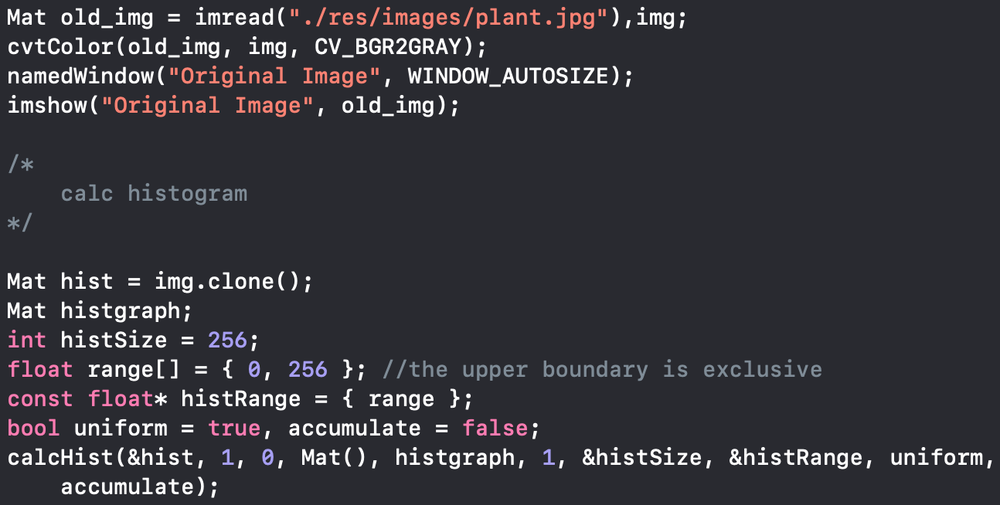 Mat old_img = imread("./res/images/plant.jpg"),img;
cvtColor(old_img, img, CV_BGR2GRAY);
namedWindow("Original Image", WINDOW_AUTOSIZE);
imshow("Original Image", old_img);
/*
    calc histogram
*/
Mat hist = img.clone();
Mat histgraph;
int histSize = 256;
float range[] = { 0, 256 }; //the upper boundary is exclusive
const float* histRange = { range };
bool uniform = true, accumulate = false;
calcHist(&hist, 1, 0, Mat(), histgraph, 1, &histSize, &histRange, uniform,
    accumulate);